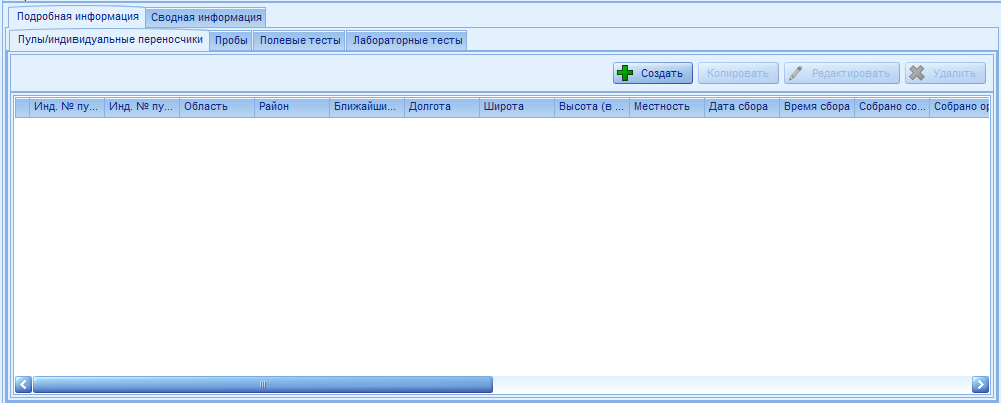 Подробная информация Сводная информация
Пулы/индивидуальные переносчики Пробы Полевые тесты Лабораторные тесты
Создать Копировать Редактировать Удалить
Инд. № пу... Инд. № пу... Область Район Ближайши... Долгота Широта Высота (в ... Местность Дата сбора Время сбора Собрано со... Собрано ор